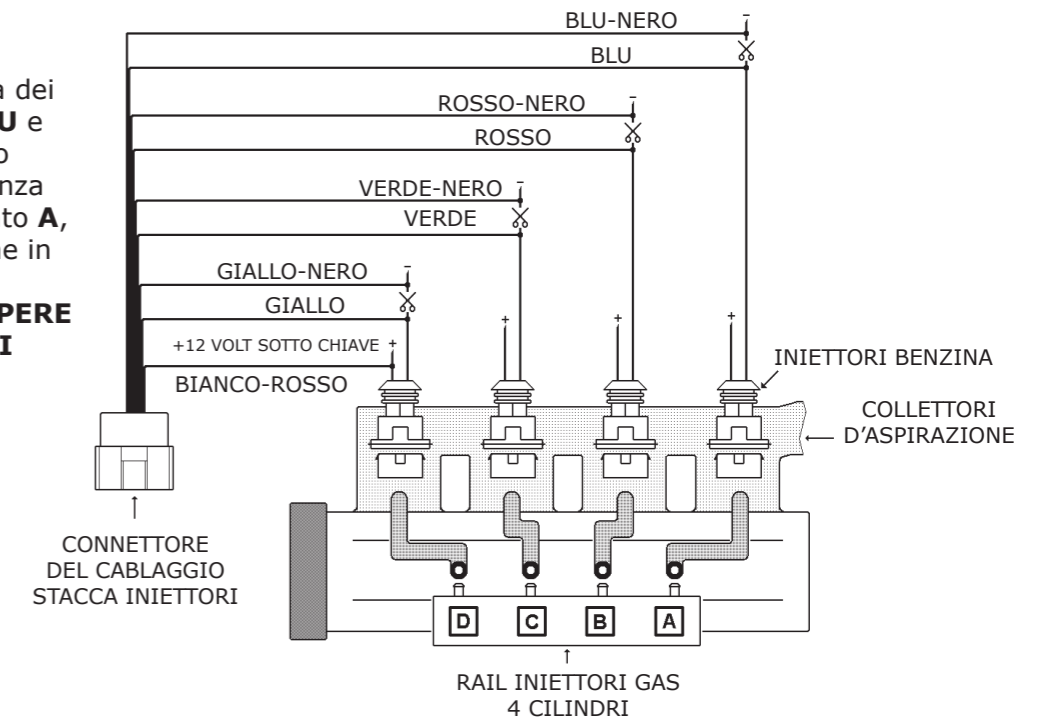 a dei
U e
o
nza
to A,
e in
PERE
I
BLU-NERO
BLU
ROSSO-NERO
ROSSO
VERDE-NERO
VERDE
GIALLO-NERO
GIALLO
+12 VOLT SOTTO CHIAVE
BIANCO-ROSSO
INIETTORI BENZINA
COLLETTORI
D'ASPIRAZIONE
CONNETTORE
DEL CABLAGGIO
STACCA INIETTORI
D C B A
RAIL INIETTORI GAS
4 CILINDRI